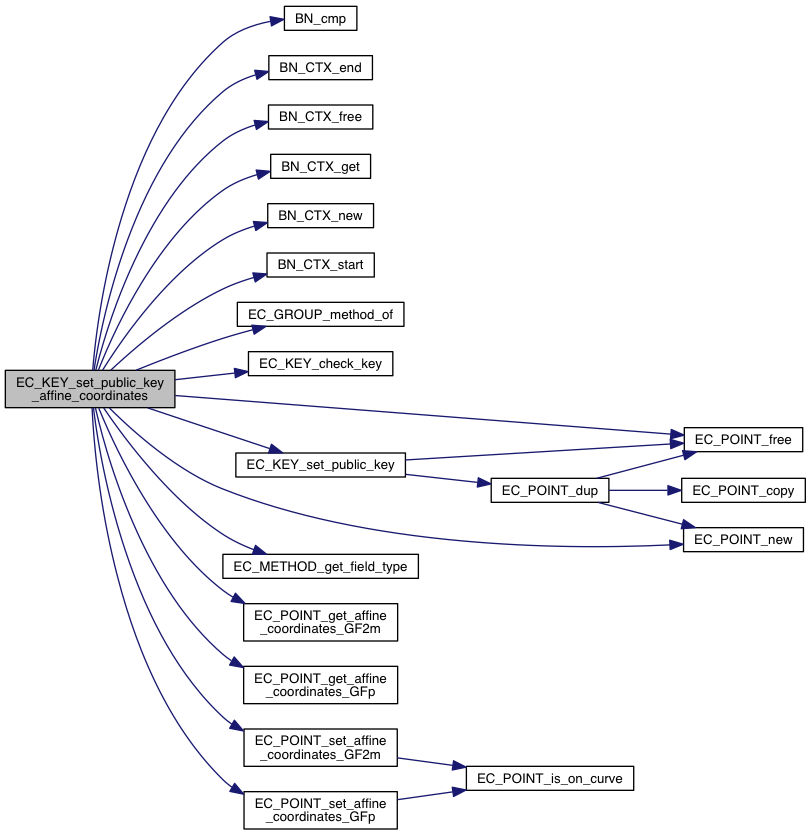 BN_cmp
BN_CTX_end
BN_CTX_free
BN_CTX_get
BN_CTX_new
BN_CTX_start
EC_GROUP_method_of
EC_KEY_check_key
EC_KEY_set_public_key
_affine_coordinates
EC_POINT_free
EC_KEY_set_public_key
EC_POINT_dup
EC_POINT_copy
EC_POINT_new
EC_METHOD_get_field_type
EC_POINT_get_affine
_coordinates_GF2m
EC_POINT_get_affine
_coordinates_GFp
EC_POINT_set_affine
_coordinates_GF2m
EC_POINT_is_on_curve
EC_POINT_set_affine
_coordinates_GFp